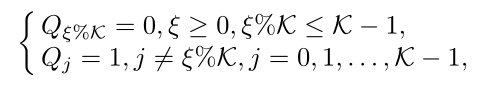 Q_{ξ%𝒦} = 0, ξ ≥ 0, ξ%𝒦 ≤ 𝒦 − 1,
Q_j = 1, j ≠ ξ%𝒦, j = 0, 1, . . . , 𝒦 − 1,